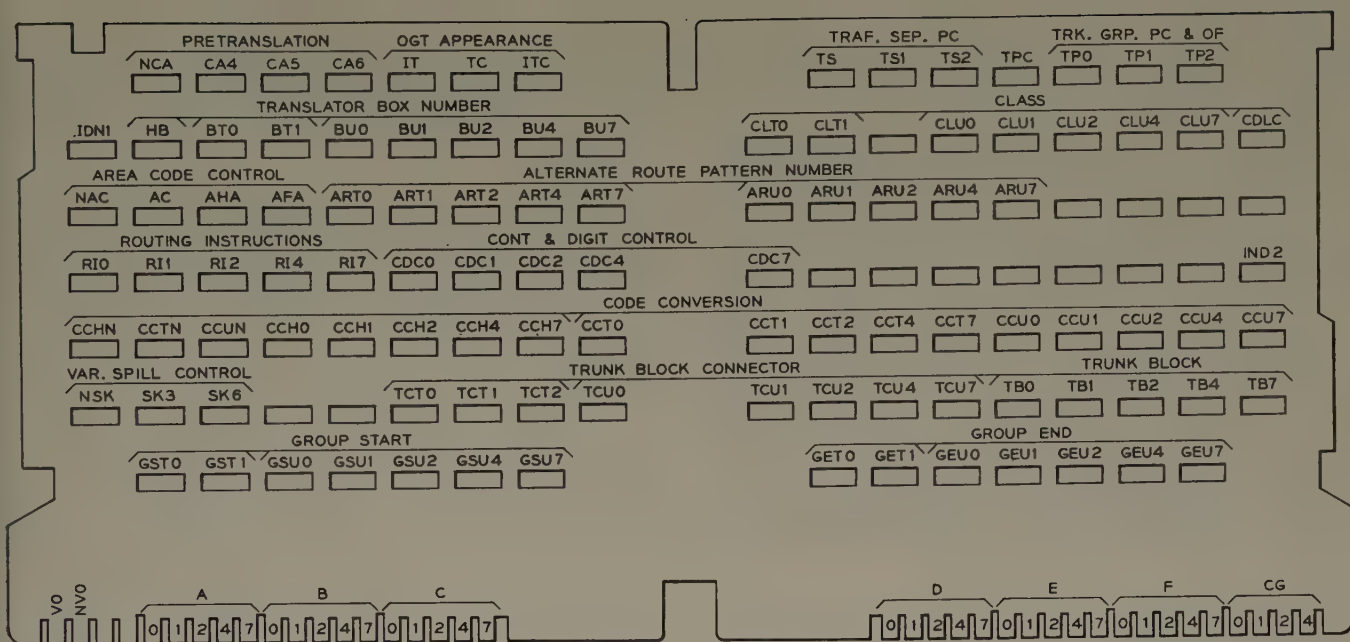 PRETRANSLATION OGT APPEARANCE TRAF. SEP. PC TRK. GRP. PC & OF
NCA CA4 CA5 CA6 IT TC ITC TS TS1 TS2 TPC TP0 TP1 TP2
TRANSLATOR BOX NUMBER CLASS
IDN1 HB BT0 BT1 BU0 BU1 BU2 BU4 BU7 CLT0 CLT1 CLU0 CLU1 CLU2 CLU4 CLU7 CDLC
AREA CODE CONTROL ALTERNATE ROUTE PATTERN NUMBER
NAC AC AHA AFA ART0 ART1 ART2 ART4 ART7 ARU0 ARU1 ARU2 ARU4 ARU7
ROUTING INSTRUCTIONS CONT & DIGIT CONTROL
RI0 RI1 RI2 RI4 RI7 CDC0 CDC1 CDC2 CDC4 CDC7 IND2
CODE CONVERSION
CCHN CCTN CCUN CCH0 CCH1 CCH2 CCH4 CCH7 CCT0 CCT1 CCT2 CCT4 CCT7 CCU0 CCU1 CCU2 CCU4 CCU7
VAR. SPILL CONTROL TRUNK BLOCK CONNECTOR TRUNK BLOCK
NSK SK3 SK6 TCT0 TCT1 TCT2 TCU0 TCU1 TCU2 TCU4 TCU7 TB0 TB1 TB2 TB4 TB7
GROUP START GROUP END
GST0 GST1 GSU0 GSU1 GSU2 GSU4 GSU7 GET0 GET1 GEU0 GEU1 GEU2 GEU4 GEU7
VO NVO A B C D E F CG
0 1 2 4 7 0 1 2 4 7 0 1 2 4 7 0 1 2 4 7 0 1 2 4 7 0 1 2 4 7 0 1 2 4